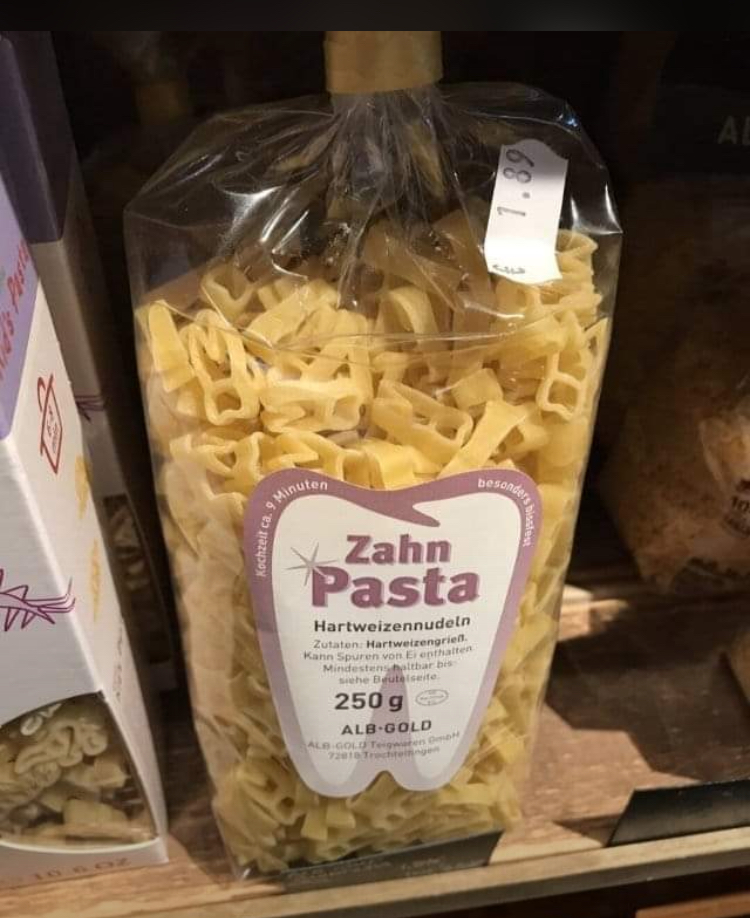 1.89
Kochzeit ca. 9 Minuten
besonders bissfest
Zahn
Pasta
Hartweizennudeln
Zutaten: Hartweizengrieß.
Kann Spuren von Ei enthalten
Mindestens haltbar bis:
siehe Beutelseite.
250 g
ALB·GOLD
ALB-GOLD Teigwaren GmbH
72818 Trochtelfingen